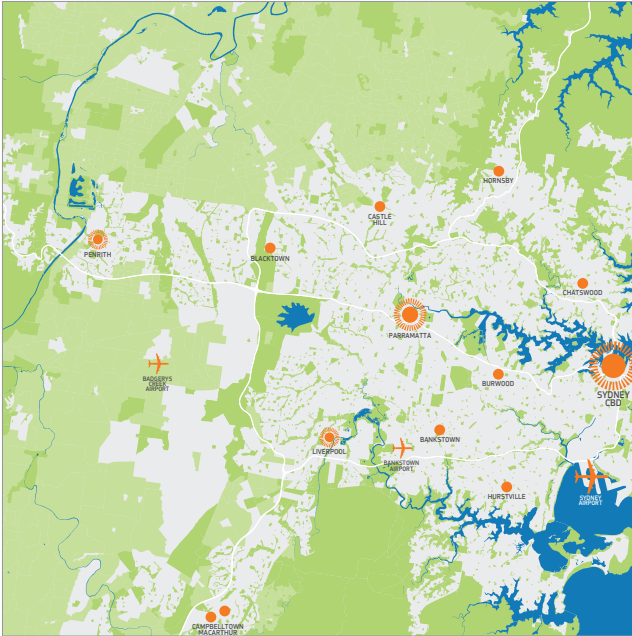 HORNSBY
CASTLE
HILL
PENRITH
BLACKTOWN
CHATSWOOD
PARRAMATTA
BADGERYS
CREEK
AIRPORT
BURWOOD
SYDNEY
CBD
BANKSTOWN
LIVERPOOL
BANKSTOWN
AIRPORT
HURSTVILLE
SYDNEY
AIRPORT
CAMPBELLTOWN
MACARTHUR